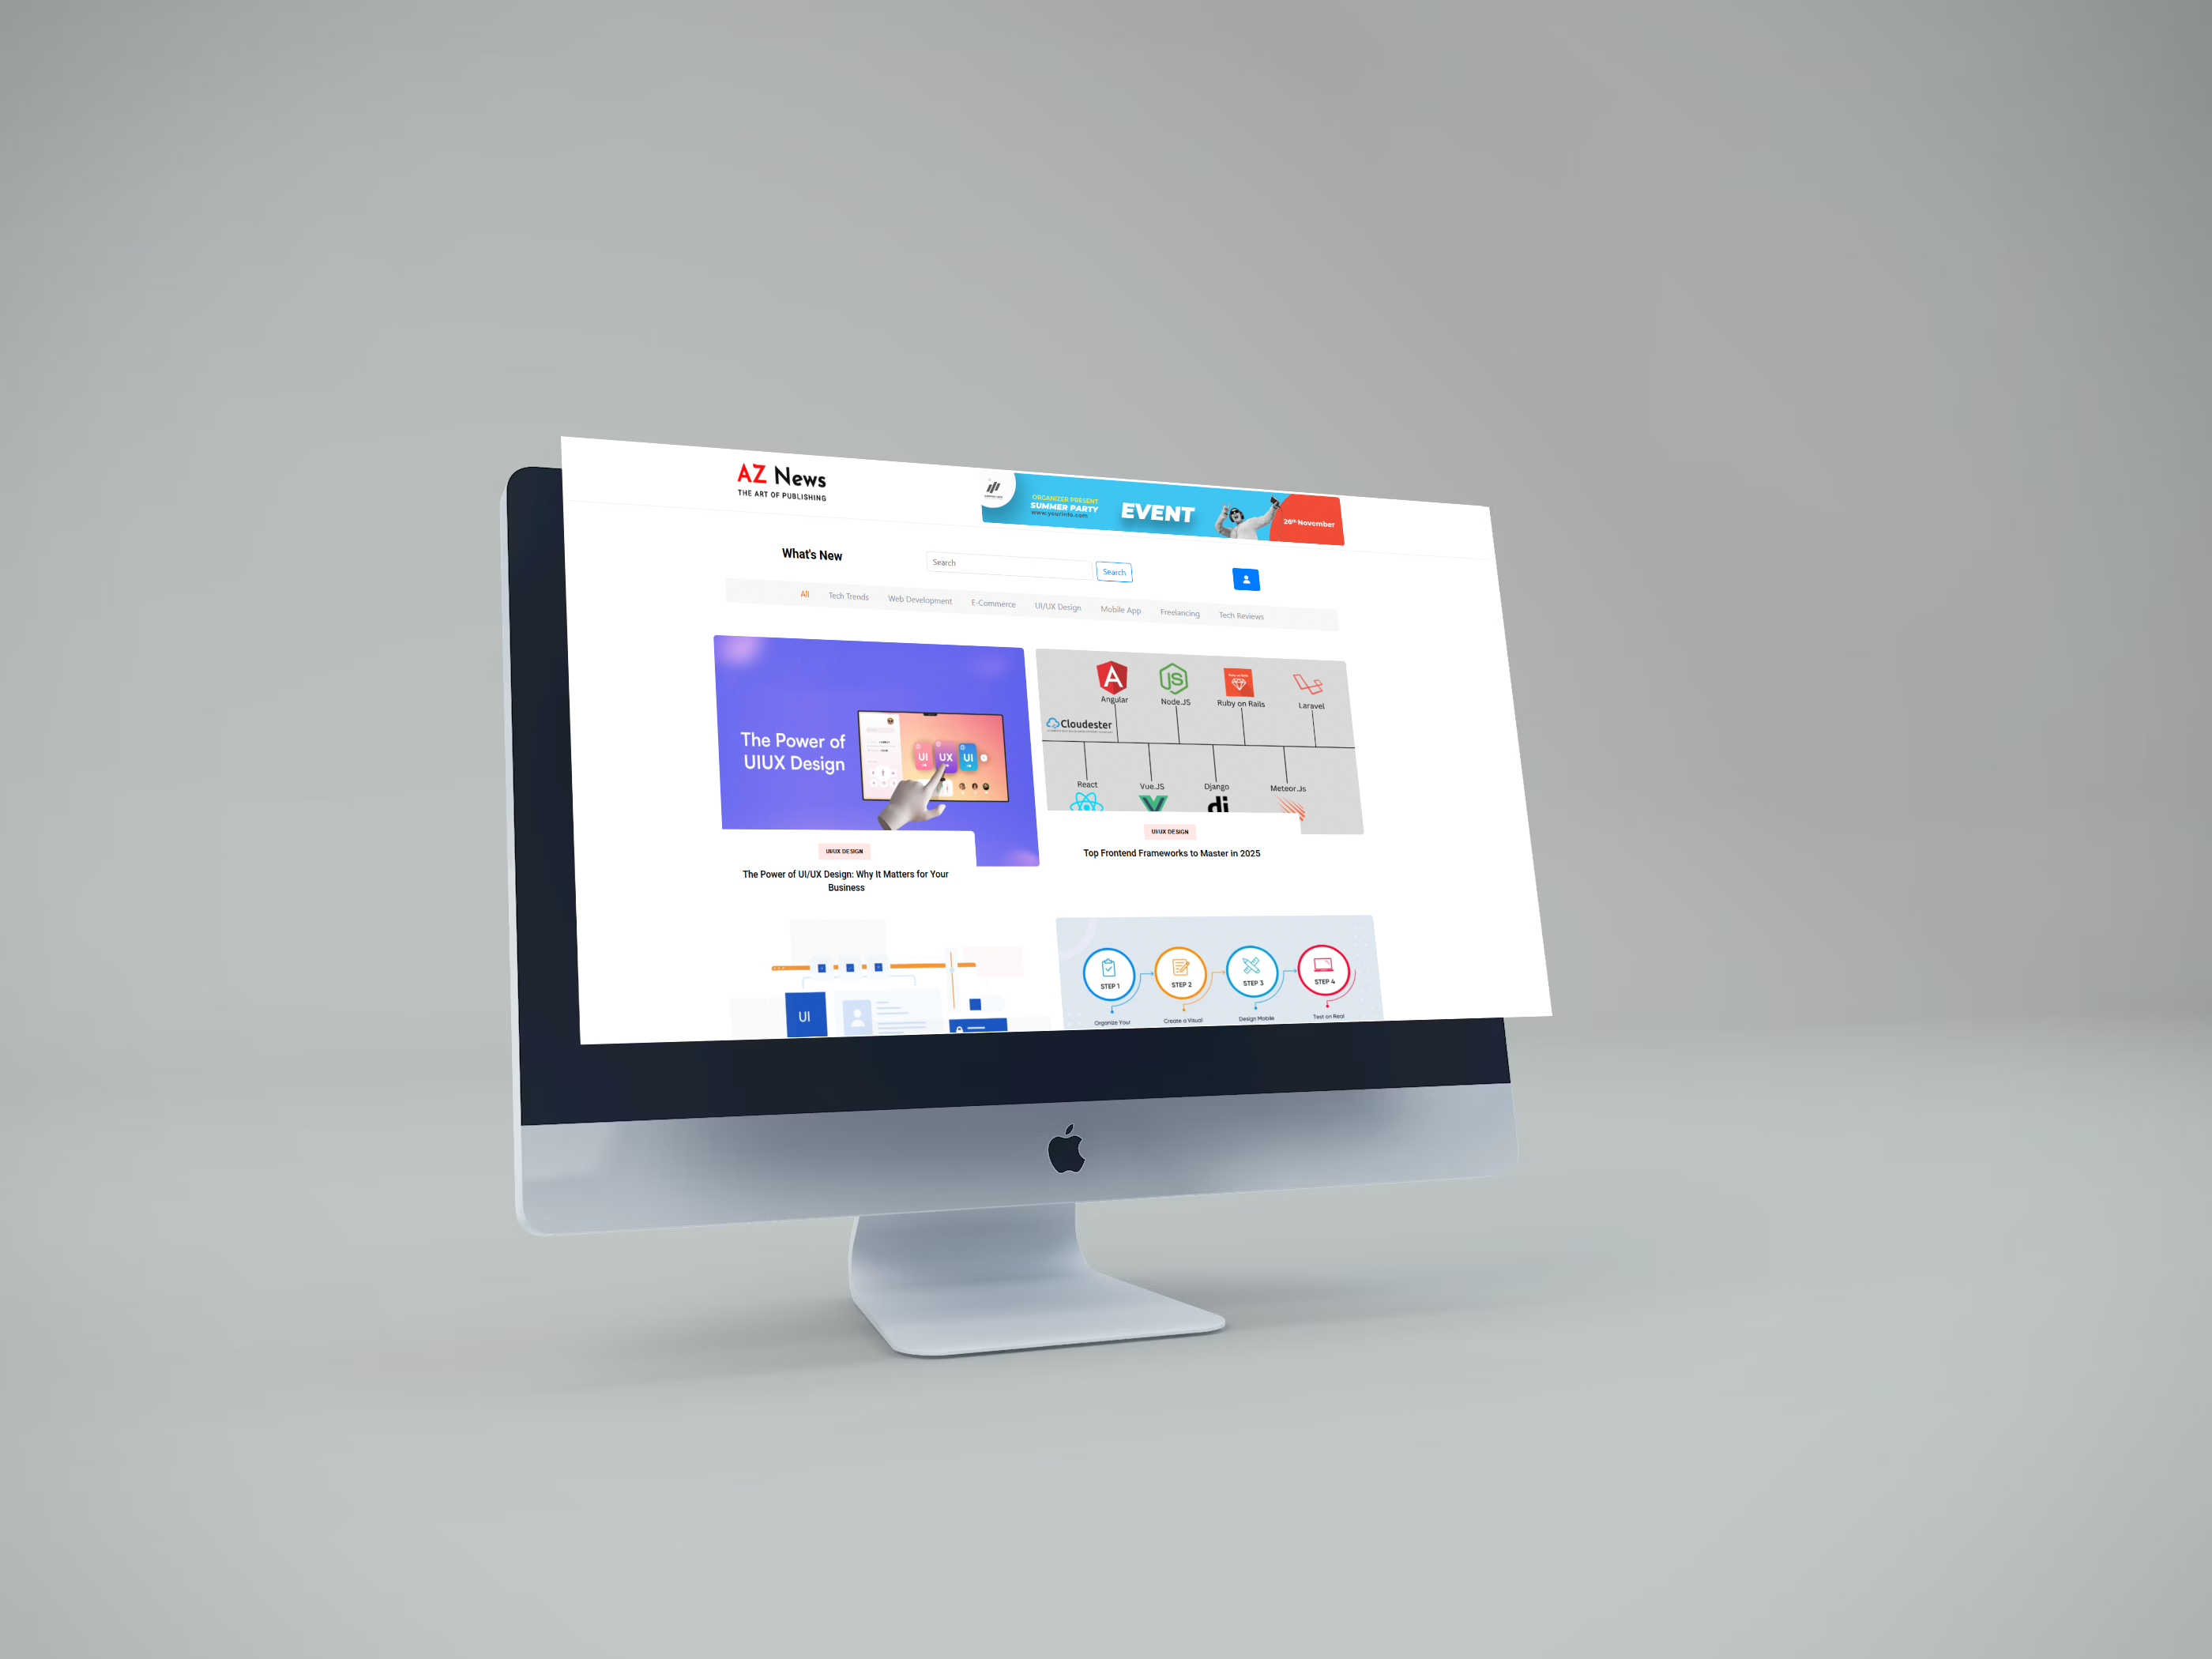 AZ News
THE ART OF PUBLISHING
ORGANIZER PRESENT
SUMMER PARTY
www.yourinfo.com
EVENT
26th November
What's New
Search
Search
All Tech Trends Web Development E-Commerce UI/UX Design Mobile App Freelancing Tech Reviews
The Power of
UIUX Design
UI UX UI
UI/UX DESIGN
The Power of UI/UX Design: Why It Matters for Your
Business
Angular Node.JS Ruby on Rails Laravel
Cloudester
React Vue.JS Django Meteor.Js
dj
UI/UX DESIGN
Top Frontend Frameworks to Master in 2025
UI
STEP 1 STEP 2 STEP 3 STEP 4
Organize Your Create a Visual Design Mobile Test on Real